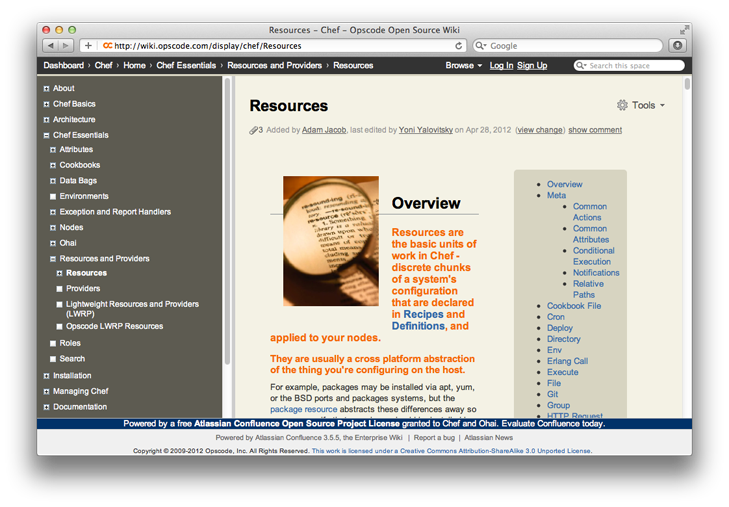 Resources – Chef – Opscode Open Source Wiki
http://wiki.opscode.com/display/chef/Resources
Google
Dashboard › Chef › Home › Chef Essentials › Resources and Providers › Resources
Browse Log In Sign Up
Search this space
About
Chef Basics
Architecture
Chef Essentials
Attributes
Cookbooks
Data Bags
Environments
Exception and Report Handlers
Nodes
Ohai
Resources and Providers
Resources
Providers
Lightweight Resources and Providers
(LWRP)
Opscode LWRP Resources
Roles
Search
Installation
Managing Chef
Documentation
Resources
Tools
3 Added by Adam Jacob, last edited by Yoni Yalovitsky on Apr 28, 2012 (view change) show comment
Overview
Resources are
the basic units of
work in Chef -
discrete chunks
of a system's
configuration
that are declared
in Recipes and
Definitions, and
applied to your nodes.
They are usually a cross platform abstraction
of the thing you're configuring on the host.
For example, packages may be installed via apt, yum,
or the BSD ports and packages systems, but the
package resource abstracts these differences away so
Overview
Meta
Common
Actions
Common
Attributes
Conditional
Execution
Notifications
Relative
Paths
Cookbook File
Cron
Deploy
Directory
Env
Erlang Call
Execute
File
Git
Group
HTTP Request
Powered by a free Atlassian Confluence Open Source Project License granted to Chef and Ohai. Evaluate Confluence today.
Powered by Atlassian Confluence 3.5.5, the Enterprise Wiki | Report a bug | Atlassian News
Copyright © 2009-2012 Opscode, Inc. All Rights Reserved. This work is licensed under a Creative Commons Attribution-ShareAlike 3.0 Unported License.